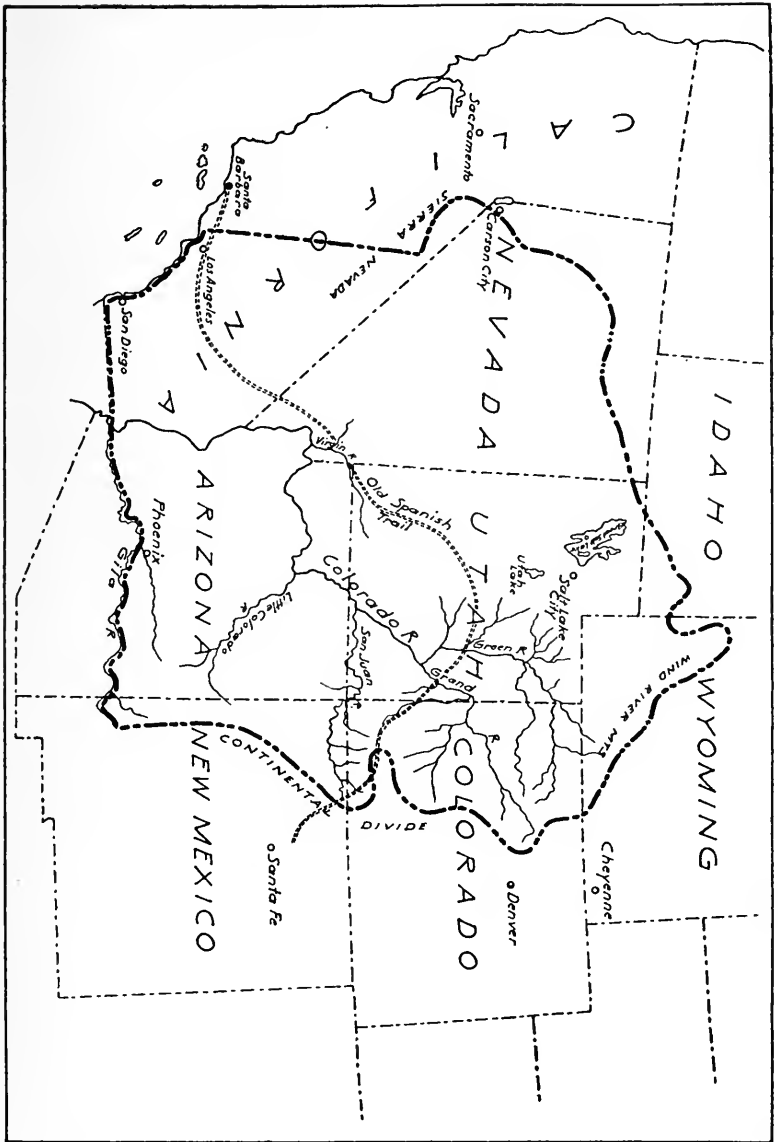 CALIFORNIA
Sacramento
SIERRA
NEVADA
Santa
Barbara
Los Angeles
San Diego
Carson City
NEVADA
IDAHO
Virgin R
Old Spanish
Trail
UTAH
Utah
Lake
Salt Lake
City
ARIZONA
Phoenix
Gila R
Little Colorado
R
Colorado R
San Juan
R
Green R
Grand
R
WIND RIVER MTS
WYOMING
Cheyenne
COLORADO
Denver
CONTINENTAL
DIVIDE
NEW MEXICO
Santa Fe